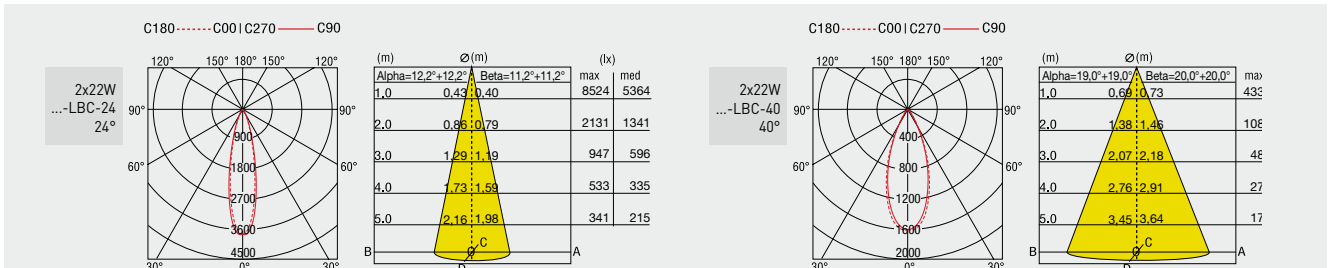 C180 C00 | C270 C90
2x22W
...-LBC-24
24°
120° 150° 180° 150° 120°
90° 90°
60° 60°
30° 0° 30°
900
1800
2700
3600
4500
(m) Ø (m) (lx)
Alpha=12,2°+12,2° Beta=11,2°+11,2° max med
1.0 0,43 0,40 8524 5364
2.0 0,86 0,79 2131 1341
3.0 1,29 1,19 947 596
4.0 1,73 1,59 533 335
5.0 2,16 1,98 341 215
B C A
D
C180 C00 | C270 C90
2x22W
...-LBC-40
40°
120° 150° 180° 150° 120°
90° 90°
60° 60°
30° 0° 30°
400
800
1200
1600
2000
(m) Ø (m)
Alpha=19,0°+19,0° Beta=20,0°+20,0° max
1.0 0,69 0,73 433
2.0 1,38 1,46 108
3.0 2,07 2,18 48
4.0 2,76 2,91 27
5.0 3,45 3,64 17
B C A
D